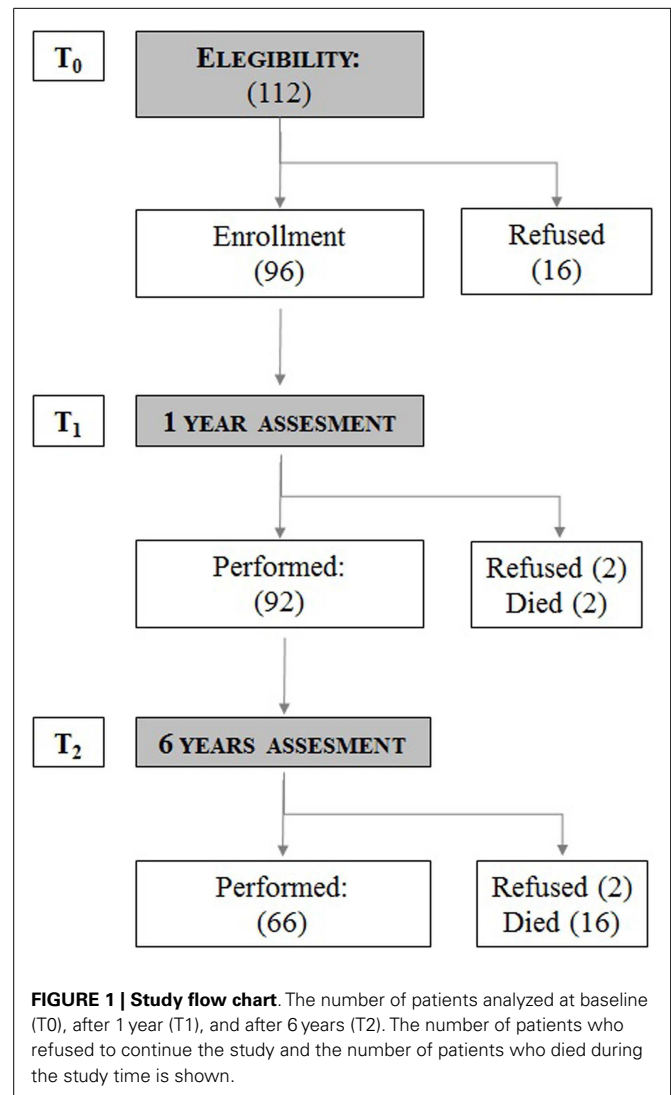 T0
ELEGIBILITY:
(112)
Enrollment
(96)
Refused
(16)
T1
1 YEAR ASSESMENT
Performed:
(92)
Refused (2)
Died (2)
T2
6 YEARS ASSESMENT
Performed:
(66)
Refused (2)
Died (16)
FIGURE 1 | Study flow chart. The number of patients analyzed at baseline
(T0), after 1 year (T1), and after 6 years (T2). The number of patients who
refused to continue the study and the number of patients who died during
the study time is shown.